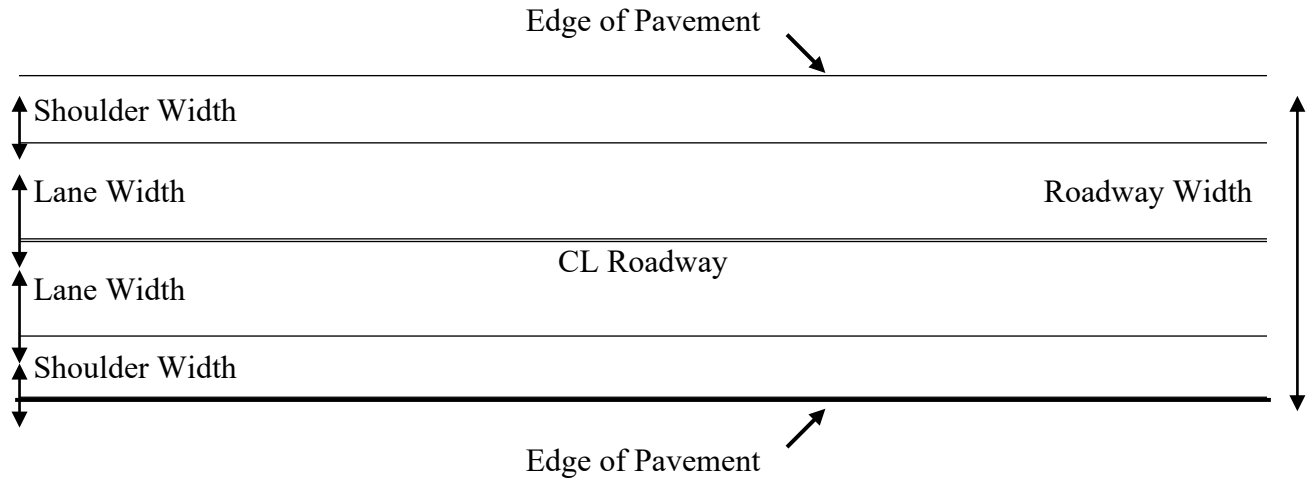 Edge of Pavement
Shoulder Width
Lane Width
Roadway Width
CL Roadway
Lane Width
Shoulder Width
Edge of Pavement